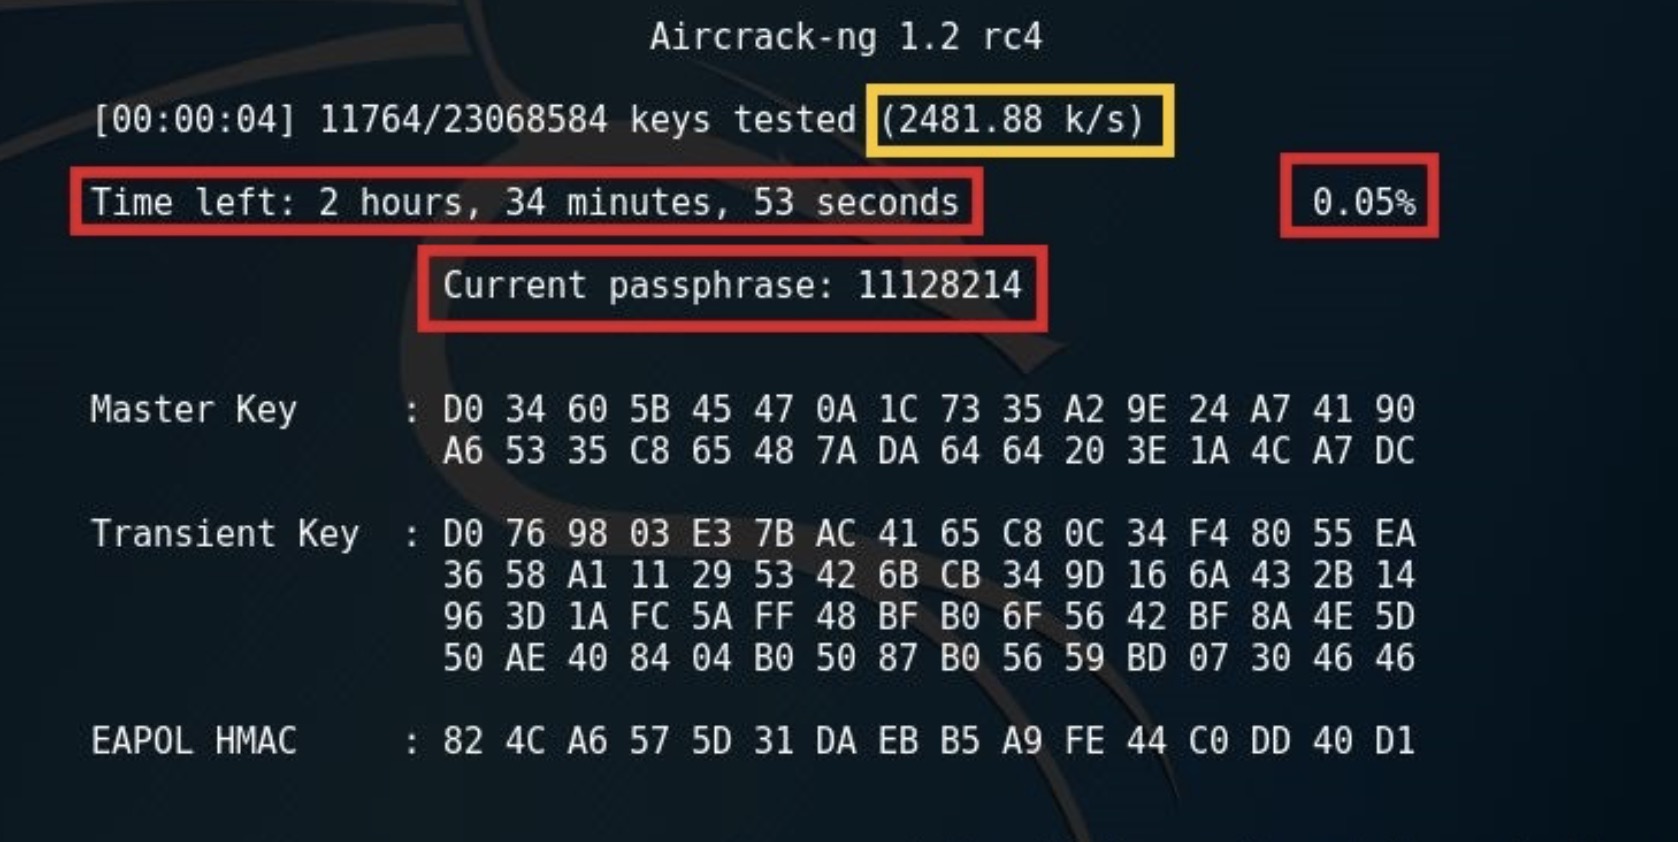 Aircrack-ng 1.2 rc4
[00:00:04] 11764/23068584 keys tested (2481.88 k/s)
Time left: 2 hours, 34 minutes, 53 seconds 0.05%
Current passphrase: 11128214
Master Key : D0 34 60 5B 45 47 0A 1C 73 35 A2 9E 24 A7 41 90
A6 53 35 C8 65 48 7A DA 64 64 20 3E 1A 4C A7 DC
Transient Key : D0 76 98 03 E3 7B AC 41 65 C8 0C 34 F4 80 55 EA
36 58 A1 11 29 53 42 6B CB 34 9D 16 6A 43 2B 14
96 3D 1A FC 5A FF 48 BF B0 6F 56 42 BF 8A 4E 5D
50 AE 40 84 04 B0 50 87 B0 56 59 BD 07 30 46 46
EAPOL HMAC : 82 4C A6 57 5D 31 DA EB B5 A9 FE 44 C0 DD 40 D1